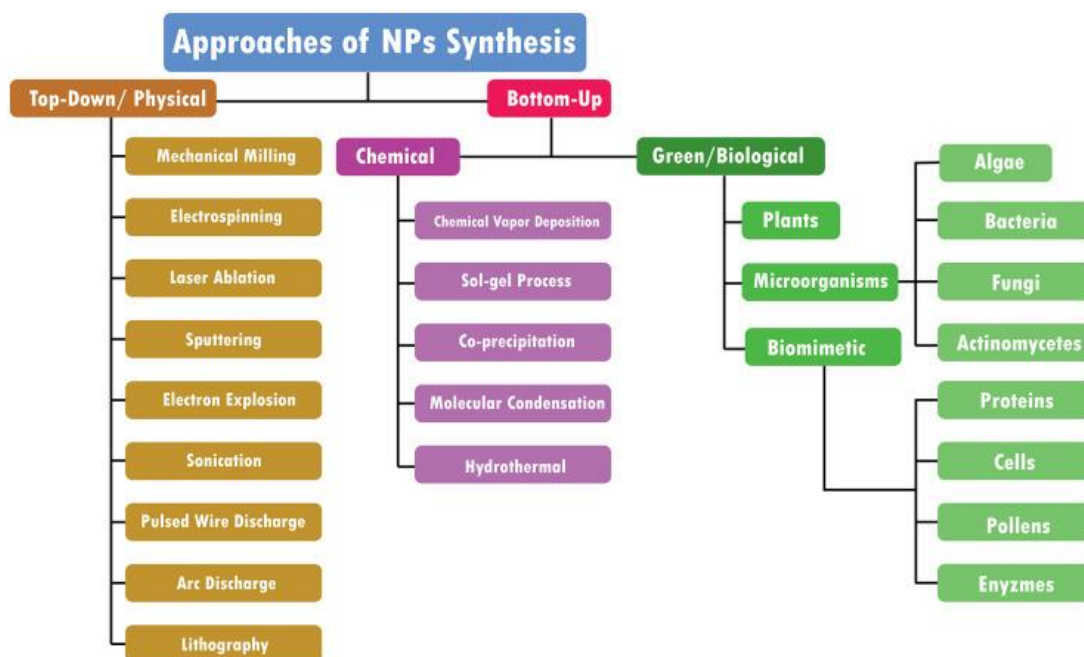 Approaches of NPs Synthesis
Top-Down/ Physical
Bottom-Up
Mechanical Milling
Electrospinning
Laser Ablation
Sputtering
Electron Explosion
Sonication
Pulsed Wire Discharge
Arc Discharge
Lithography
Chemical
Chemical Vapor Deposition
Sol-gel Process
Co-precipitation
Molecular Condensation
Hydrothermal
Green/Biological
Plants
Microorganisms
Biomimetic
Algae
Bacteria
Fungi
Actinomycetes
Proteins
Cells
Pollens
Enyzmes